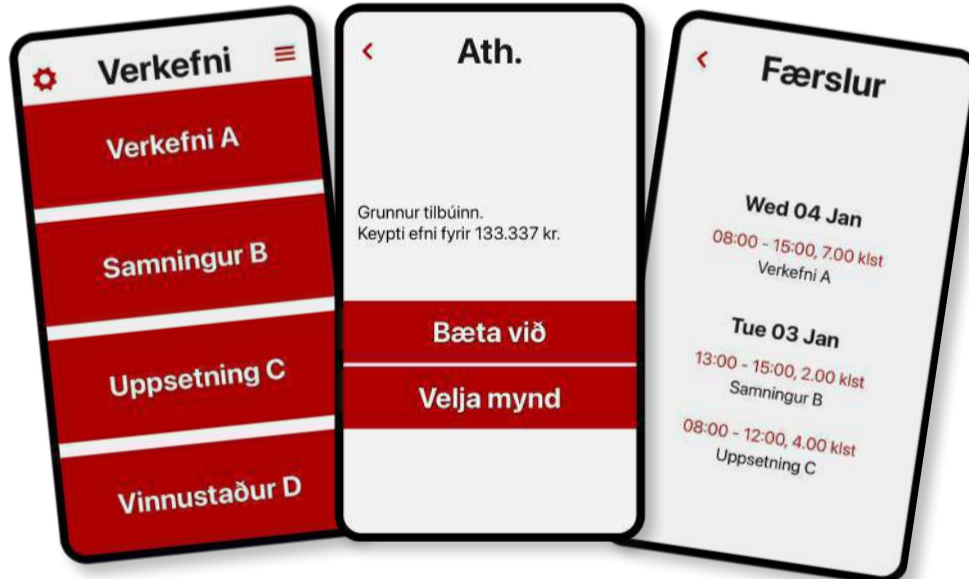 Verkefni
Verkefni A
Samningur B
Uppsetning C
Vinnustaður D
Ath.
Grunnur tilbúinn.
Keypti efni fyrir 133.337 kr.
Bæta við
Velja mynd
Færslur
Wed 04 Jan
08:00 - 15:00, 7.00 klst
Verkefni A
Tue 03 Jan
13:00 - 15:00, 2.00 klst
Samningur B
08:00 - 12:00, 4.00 klst
Uppsetning C